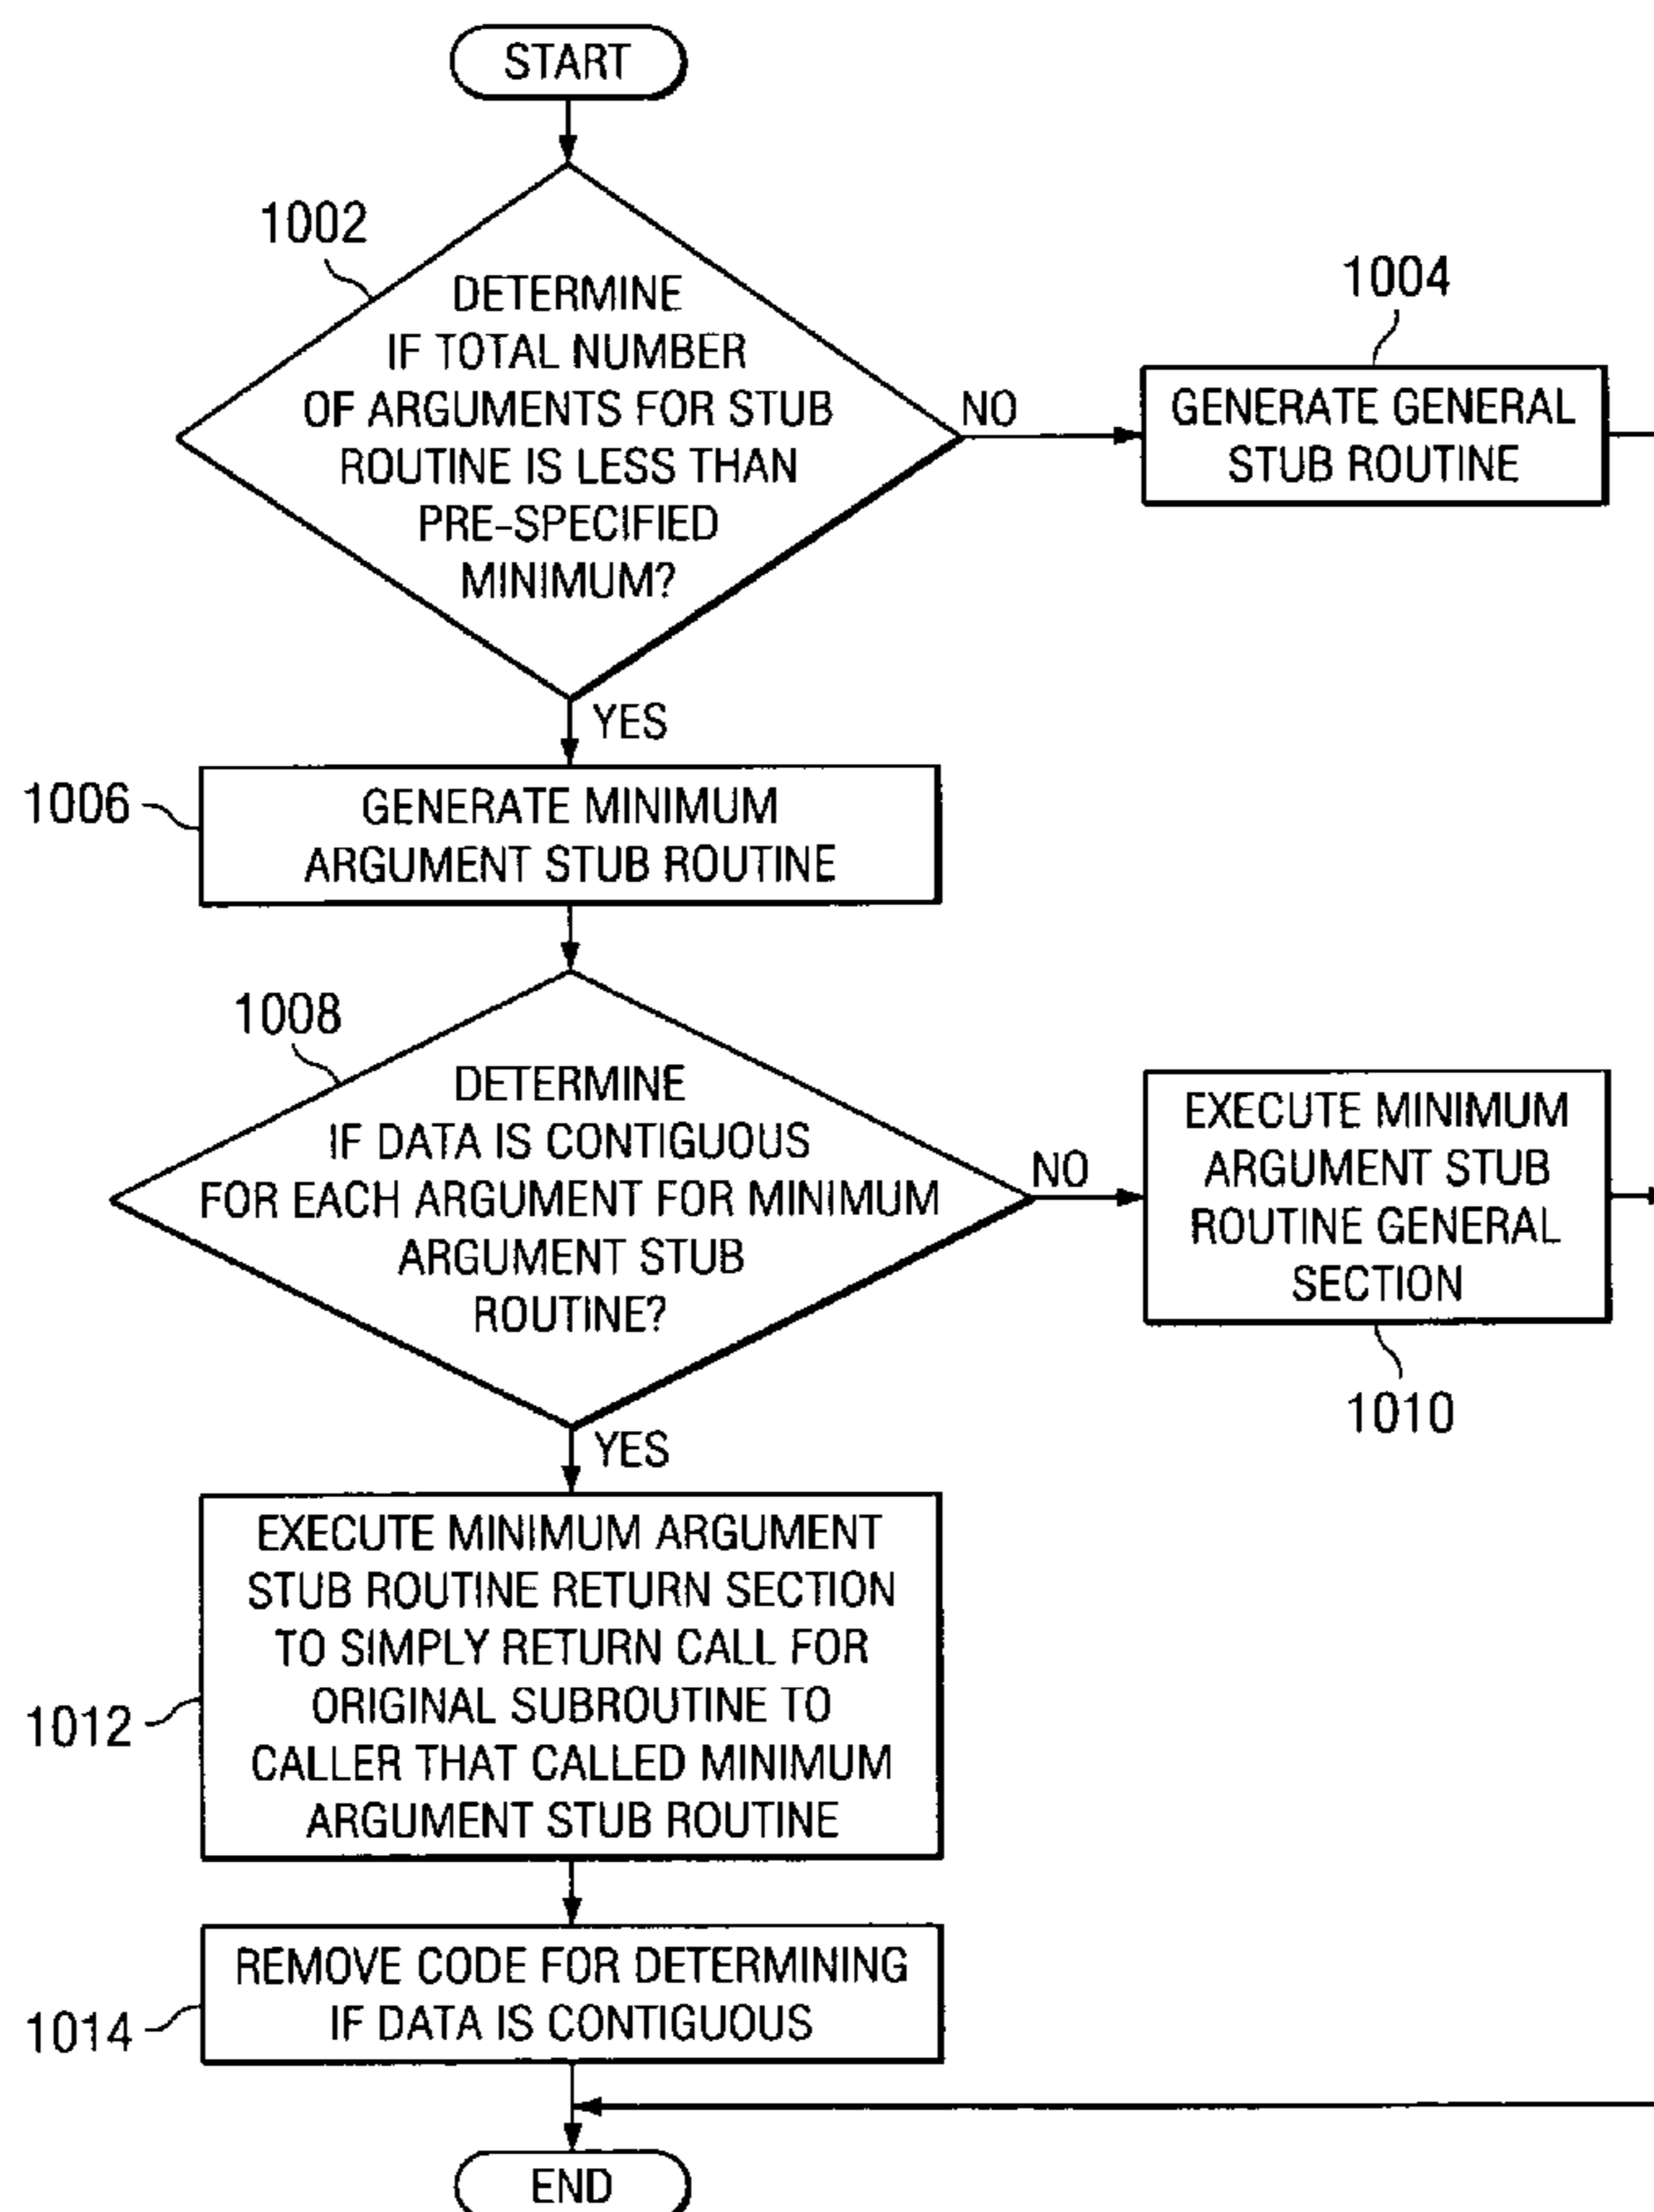 START
1002
DETERMINE
IF TOTAL NUMBER
OF ARGUMENTS FOR STUB
ROUTINE IS LESS THAN
PRE-SPECIFIED
MINIMUM?
NO
1004
GENERATE GENERAL
STUB ROUTINE
YES
1006
GENERATE MINIMUM
ARGUMENT STUB ROUTINE
1008
DETERMINE
IF DATA IS CONTIGUOUS
FOR EACH ARGUMENT FOR MINIMUM
ARGUMENT STUB
ROUTINE?
NO
EXECUTE MINIMUM
ARGUMENT STUB
ROUTINE GENERAL
SECTION
1010
YES
EXECUTE MINIMUM ARGUMENT
STUB ROUTINE RETURN SECTION
TO SIMPLY RETURN CALL FOR
ORIGINAL SUBROUTINE TO
CALLER THAT CALLED MINIMUM
ARGUMENT STUB ROUTINE
1012
REMOVE CODE FOR DETERMINING
IF DATA IS CONTIGUOUS
1014
END